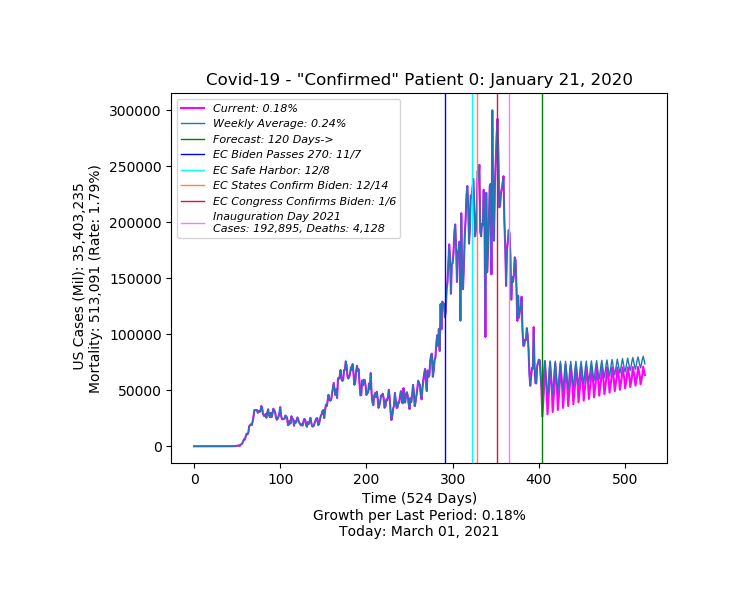 Covid-19 - "Confirmed" Patient 0: January 21, 2020
Current: 0.18%
Weekly Average: 0.24%
Forecast: 120 Days->
EC Biden Passes 270: 11/7
EC Safe Harbor: 12/8
EC States Confirm Biden: 12/14
EC Congress Confirms Biden: 1/6
Inauguration Day 2021
Cases: 192,895, Deaths: 4,128
US Cases (Mil): 35,403,235
Mortality: 513,091 (Rate: 1.79%)
300000
250000
200000
150000
100000
50000
0
0 100 200 300 400 500
Time (524 Days)
Growth per Last Period: 0.18%
Today: March 01, 2021